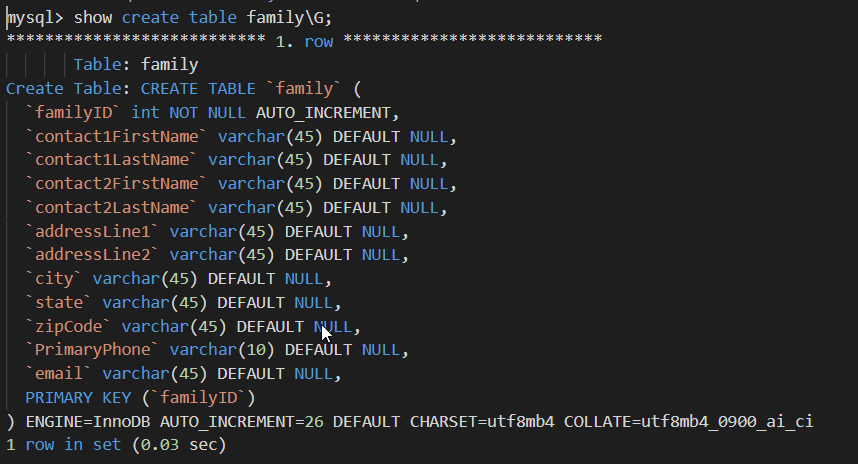 mysql> show create table family\G;
*************************** 1. row ***************************
Table: family
Create Table: CREATE TABLE `family` (
`familyID` int NOT NULL AUTO_INCREMENT,
`contact1FirstName` varchar(45) DEFAULT NULL,
`contact1LastName` varchar(45) DEFAULT NULL,
`contact2FirstName` varchar(45) DEFAULT NULL,
`contact2LastName` varchar(45) DEFAULT NULL,
`addressLine1` varchar(45) DEFAULT NULL,
`addressLine2` varchar(45) DEFAULT NULL,
`city` varchar(45) DEFAULT NULL,
`state` varchar(45) DEFAULT NULL,
`zipCode` varchar(45) DEFAULT NULL,
`PrimaryPhone` varchar(10) DEFAULT NULL,
`email` varchar(45) DEFAULT NULL,
PRIMARY KEY (`familyID`)
) ENGINE=InnoDB AUTO_INCREMENT=26 DEFAULT CHARSET=utf8mb4 COLLATE=utf8mb4_0900_ai_ci
1 row in set (0.03 sec)